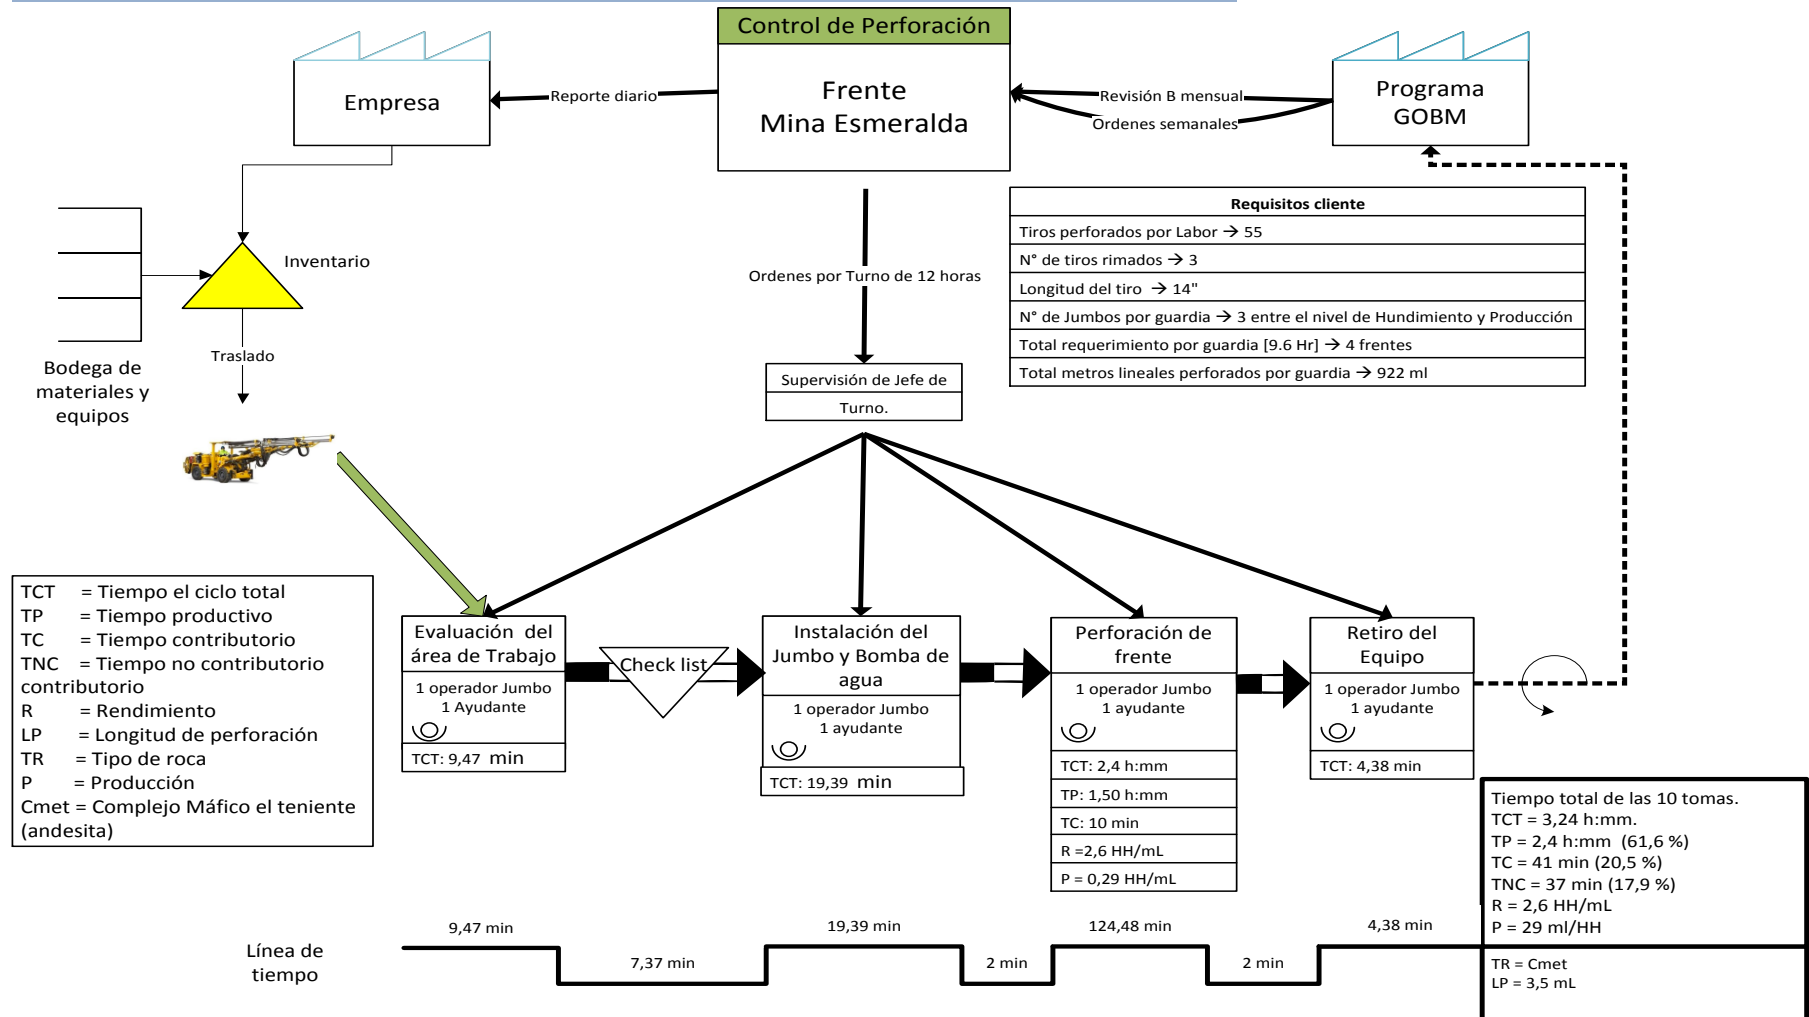 Control de Perforación
Frente
Mina Esmeralda
Empresa
Reporte diario
Revisión B mensual
Ordenes semanales
Programa
GOBM
Requisitos cliente
Tiros perforados por Labor → 55
N° de tiros rimados → 3
Longitud del tiro → 14"
N° de Jumbos por guardia → 3 entre el nivel de Hundimiento y Producción
Total requerimiento por guardia [9.6 Hr] → 4 frentes
Total metros lineales perforados por guardia → 922 ml
Inventario
Ordenes por Turno de 12 horas
Traslado
Bodega de
materiales y
equipos
Supervisión de Jefe de
Turno.
TCT = Tiempo el ciclo total
TP = Tiempo productivo
TC = Tiempo contributorio
TNC = Tiempo no contributorio
contributorio
R = Rendimiento
LP = Longitud de perforación
TR = Tipo de roca
P = Producción
Cmet = Complejo Máfico el teniente
(andesita)
Evaluación del
área de Trabajo
1 operador Jumbo
1 Ayudante
TCT: 9,47 min
Check list
Instalación del
Jumbo y Bomba de
agua
1 operador Jumbo
1 ayudante
TCT: 19,39 min
Perforación de
frente
1 operador Jumbo
1 ayudante
TCT: 2,4 h:mm
TP: 1,50 h:mm
TC: 10 min
R =2,6 HH/mL
P = 0,29 HH/mL
Retiro del
Equipo
1 operador Jumbo
1 ayudante
TCT: 4,38 min
Tiempo total de las 10 tomas.
TCT = 3,24 h:mm.
TP = 2,4 h:mm (61,6 %)
TC = 41 min (20,5 %)
TNC = 37 min (17,9 %)
R = 2,6 HH/mL
P = 29 ml/HH
TR = Cmet
LP = 3,5 mL
Línea de
tiempo
9,47 min
7,37 min
19,39 min
2 min
124,48 min
2 min
4,38 min